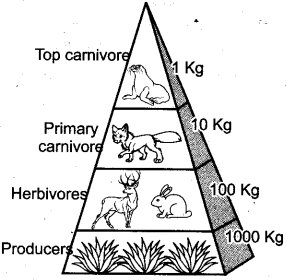 Top carnivore
1 Kg
Primary
carnivore
10 Kg
Herbivores
100 Kg
Producers
1000 Kg